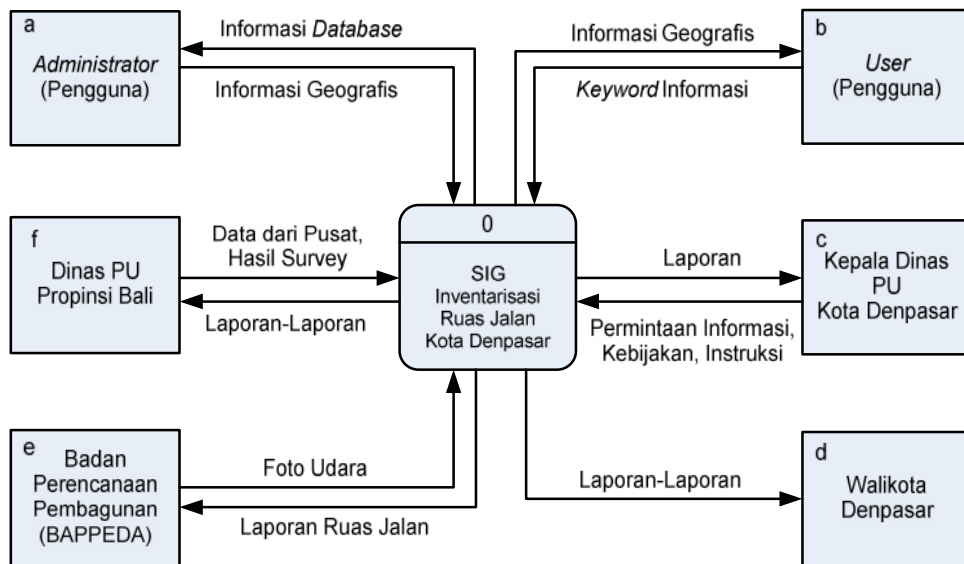 a
Administrator
(Pengguna)
Informasi Database
Informasi Geografis
Informasi Geografis
Keyword Informasi
b
User
(Pengguna)
f
Dinas PU
Propinsi Bali
Data dari Pusat,
Hasil Survey
Laporan-Laporan
0
SIG
Inventarisasi
Ruas Jalan
Kota Denpasar
Laporan
Permintaan Informasi,
Kebijakan, Instruksi
c
Kepala Dinas
PU
Kota Denpasar
e
Badan
Perencanaan
Pembagunan
(BAPPEDA)
Foto Udara
Laporan Ruas Jalan
Laporan-Laporan
d
Walikota
Denpasar